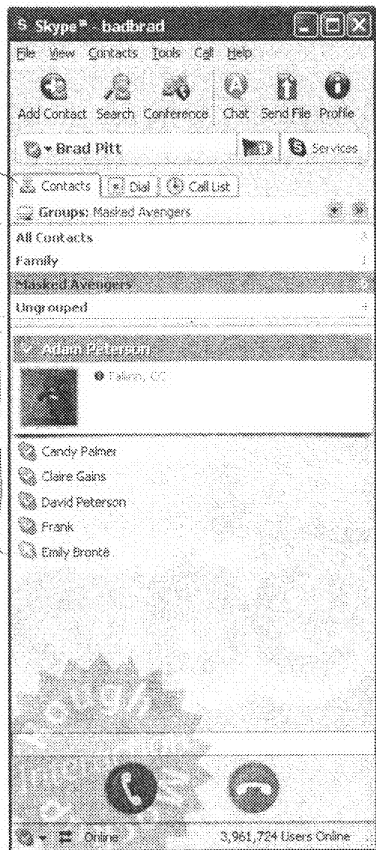 Skype™ - badbrad
File View Contacts Tools Call Help
Add Contact Search Conference Chat Send File Profile
Brad Pitt Services
Contacts Dial Call List
Groups: Masked Avengers
All Contacts
Family 1
Masked Avengers
Ungrouped
Adam Peterson
Tallinn,
Candy Palmer
Claire Gains
David Peterson
Frank
Emily Brontë
Online 3,961,724 Users Online